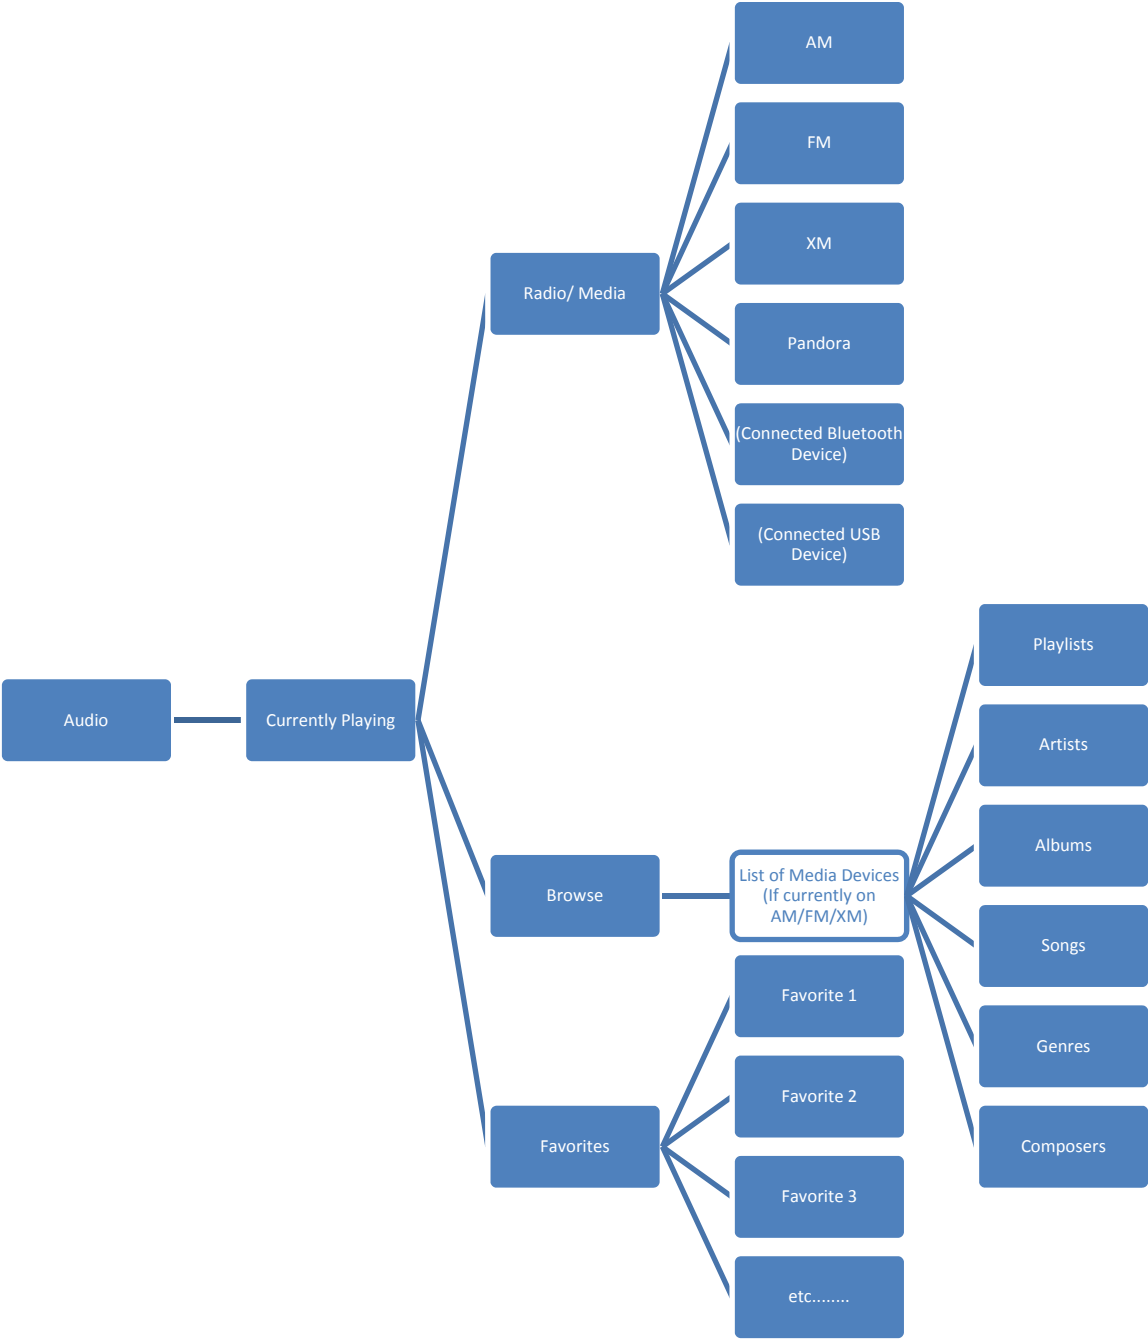 Audio
Currently Playing
Radio/ Media
AM
FM
XM
Pandora
(Connected Bluetooth
Device)
(Connected USB
Device)
Browse
List of Media Devices
(If currently on
AM/FM/XM)
Playlists
Artists
Albums
Songs
Genres
Composers
Favorites
Favorite 1
Favorite 2
Favorite 3
etc........